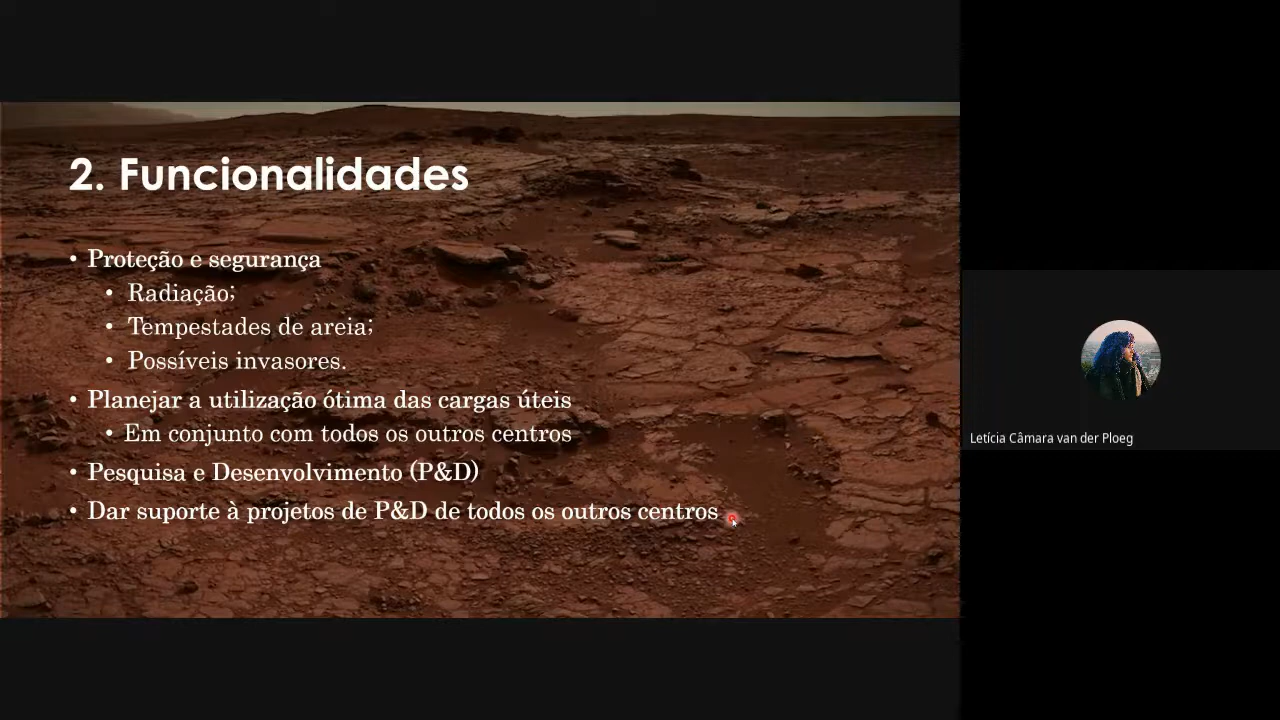 2. Funcionalidades
• Proteção e segurança
• Radiação;
• Tempestades de areia;
• Possíveis invasores.
• Planejar a utilização ótima das cargas úteis
• Em conjunto com todos os outros centros
• Pesquisa e Desenvolvimento (P&D)
• Dar suporte à projetos de P&D de todos os outros centros
Letícia Câmara van der Ploeg